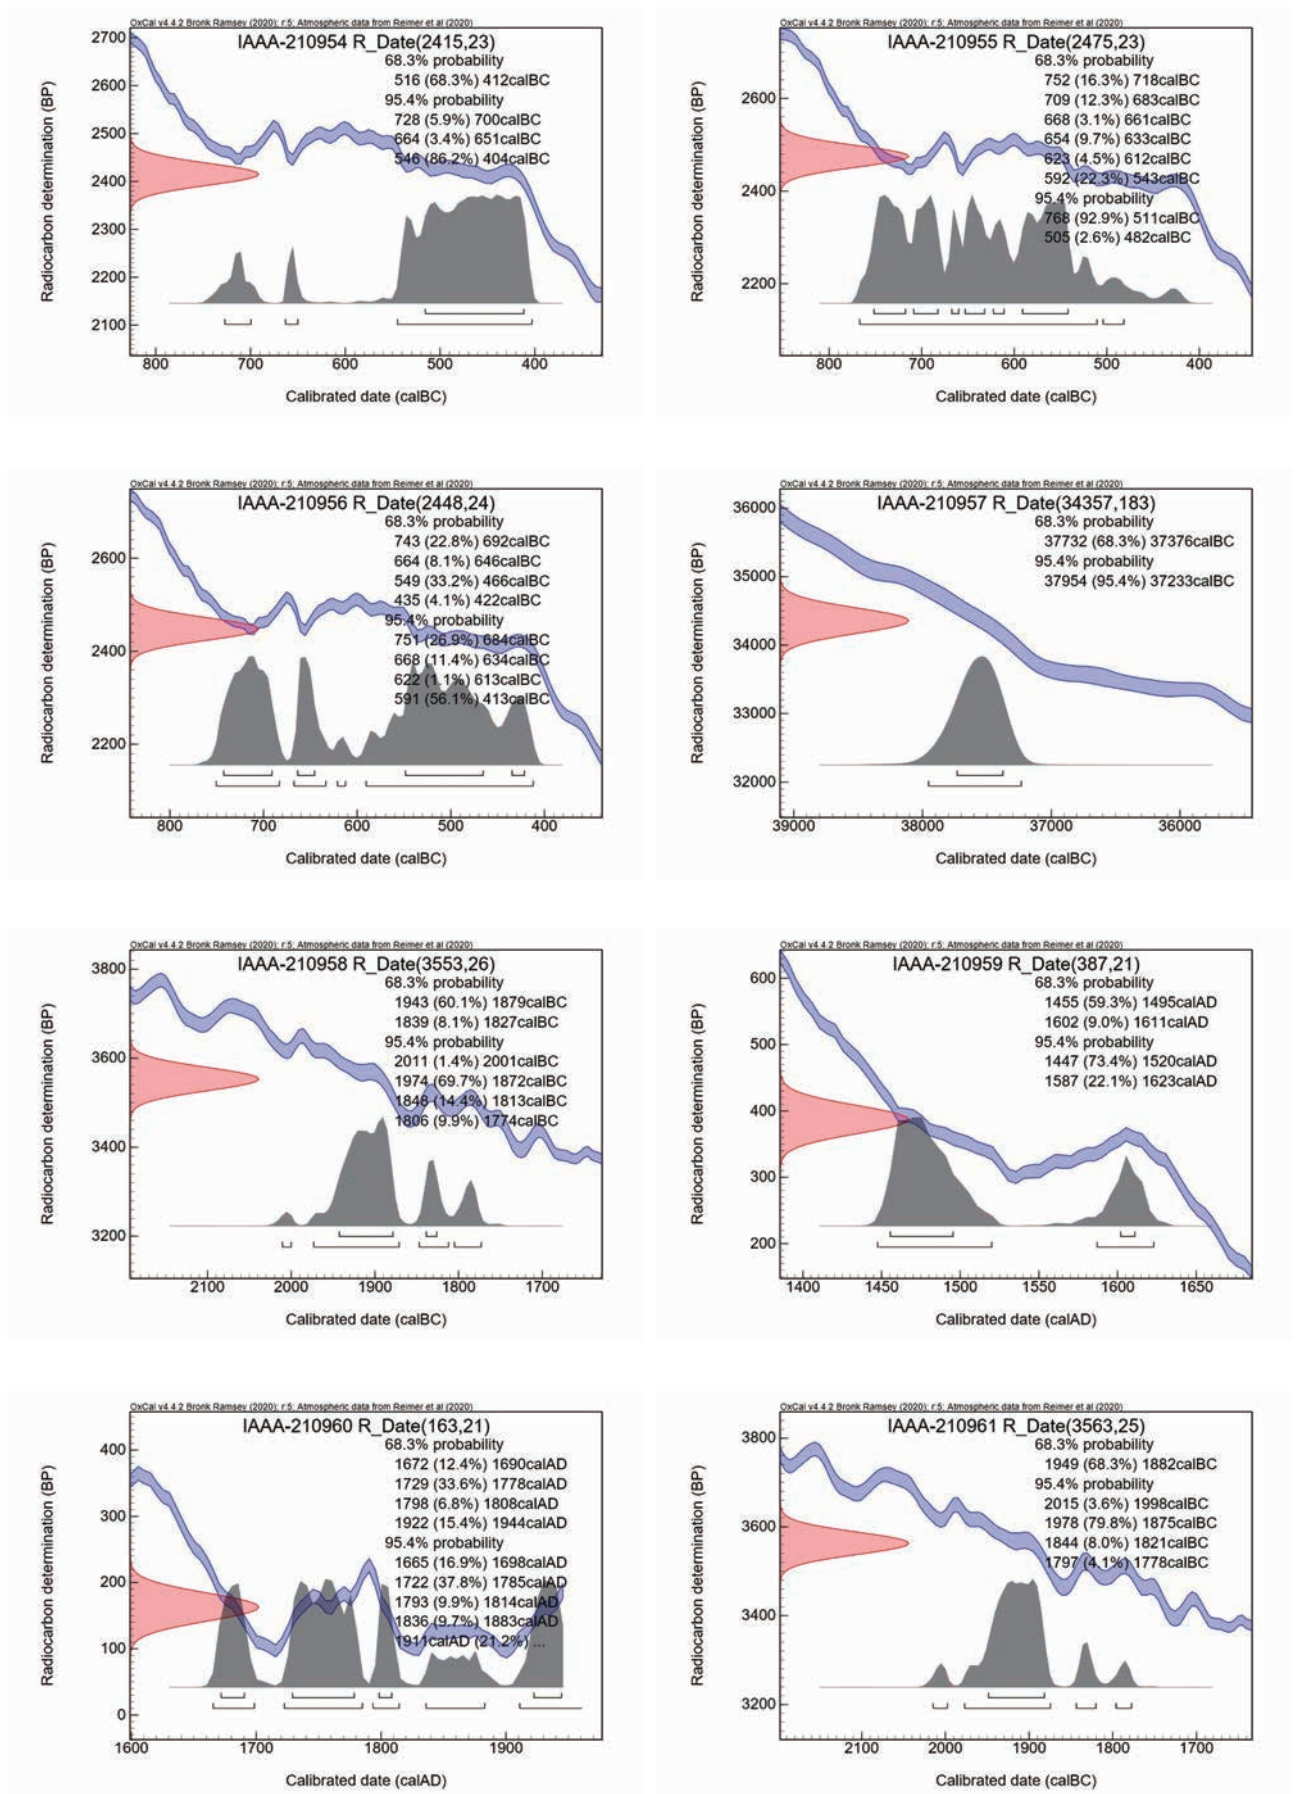 OxCal v4.4.2 Bronk Ramsey (2020); r:5; Atmospheric data from Reimer et al (2020)
IAAA-210954 R_Date(2415,23)
68.3% probability
516 (68.3%) 412calBC
95.4% probability
728 (5.9%) 700calBC
664 (3.4%) 651calBC
546 (86.2%) 404calBC
Radiocarbon determination (BP)
2700
2600
2500
2400
2300
2200
2100
800 700 600 500 400
Calibrated date (calBC)
OxCal v4.4.2 Bronk Ramsey (2020); r:5; Atmospheric data from Reimer et al (2020)
IAAA-210955 R_Date(2475,23)
68.3% probability
752 (16.3%) 718calBC
709 (12.3%) 683calBC
668 (3.1%) 661calBC
654 (9.7%) 633calBC
623 (4.5%) 612calBC
592 (22.3%) 543calBC
95.4% probability
768 (92.9%) 511calBC
505 (2.6%) 482calBC
Radiocarbon determination (BP)
2600
2400
2200
800 700 600 500 400
Calibrated date (calBC)
OxCal v4.4.2 Bronk Ramsey (2020); r:5; Atmospheric data from Reimer et al (2020)
IAAA-210956 R_Date(2448,24)
68.3% probability
743 (22.8%) 692calBC
664 (8.1%) 646calBC
549 (33.2%) 466calBC
435 (4.1%) 422calBC
95.4% probability
751 (26.9%) 684calBC
668 (11.4%) 634calBC
622 (1.1%) 613calBC
591 (56.1%) 413calBC
Radiocarbon determination (BP)
2600
2400
2200
800 700 600 500 400
Calibrated date (calBC)
OxCal v4.4.2 Bronk Ramsey (2020); r:5; Atmospheric data from Reimer et al (2020)
IAAA-210957 R_Date(34357,183)
68.3% probability
37732 (68.3%) 37376calBC
95.4% probability
37954 (95.4%) 37233calBC
Radiocarbon determination (BP)
36000
35000
34000
33000
32000
39000 38000 37000 36000
Calibrated date (calBC)
OxCal v4.4.2 Bronk Ramsey (2020); r:5; Atmospheric data from Reimer et al (2020)
IAAA-210958 R_Date(3553,26)
68.3% probability
1943 (60.1%) 1879calBC
1839 (8.1%) 1827calBC
95.4% probability
2011 (1.4%) 2001calBC
1974 (69.7%) 1872calBC
1848 (14.4%) 1813calBC
1806 (9.9%) 1774calBC
Radiocarbon determination (BP)
3800
3600
3400
3200
2100 2000 1900 1800 1700
Calibrated date (calBC)
OxCal v4.4.2 Bronk Ramsey (2020); r:5; Atmospheric data from Reimer et al (2020)
IAAA-210959 R_Date(387,21)
68.3% probability
1455 (59.3%) 1495calAD
1602 (9.0%) 1611calAD
95.4% probability
1447 (73.4%) 1520calAD
1587 (22.1%) 1623calAD
Radiocarbon determination (BP)
600
500
400
300
200
1400 1450 1500 1550 1600 1650
Calibrated date (calAD)
OxCal v4.4.2 Bronk Ramsey (2020); r:5; Atmospheric data from Reimer et al (2020)
IAAA-210960 R_Date(163,21)
68.3% probability
1672 (12.4%) 1690calAD
1729 (33.6%) 1778calAD
1798 (6.8%) 1808calAD
1922 (15.4%) 1944calAD
95.4% probability
1665 (16.9%) 1698calAD
1722 (37.8%) 1785calAD
1793 (9.9%) 1814calAD
1836 (9.7%) 1883calAD
1911calAD (21.2%) ...
Radiocarbon determination (BP)
400
300
200
100
0
1600 1700 1800 1900
Calibrated date (calAD)
OxCal v4.4.2 Bronk Ramsey (2020); r:5; Atmospheric data from Reimer et al (2020)
IAAA-210961 R_Date(3563,25)
68.3% probability
1949 (68.3%) 1882calBC
95.4% probability
2015 (3.6%) 1998calBC
1978 (79.8%) 1875calBC
1844 (8.0%) 1821calBC
1797 (4.1%) 1778calBC
Radiocarbon determination (BP)
3800
3600
3400
3200
2100 2000 1900 1800 1700
Calibrated date (calBC)